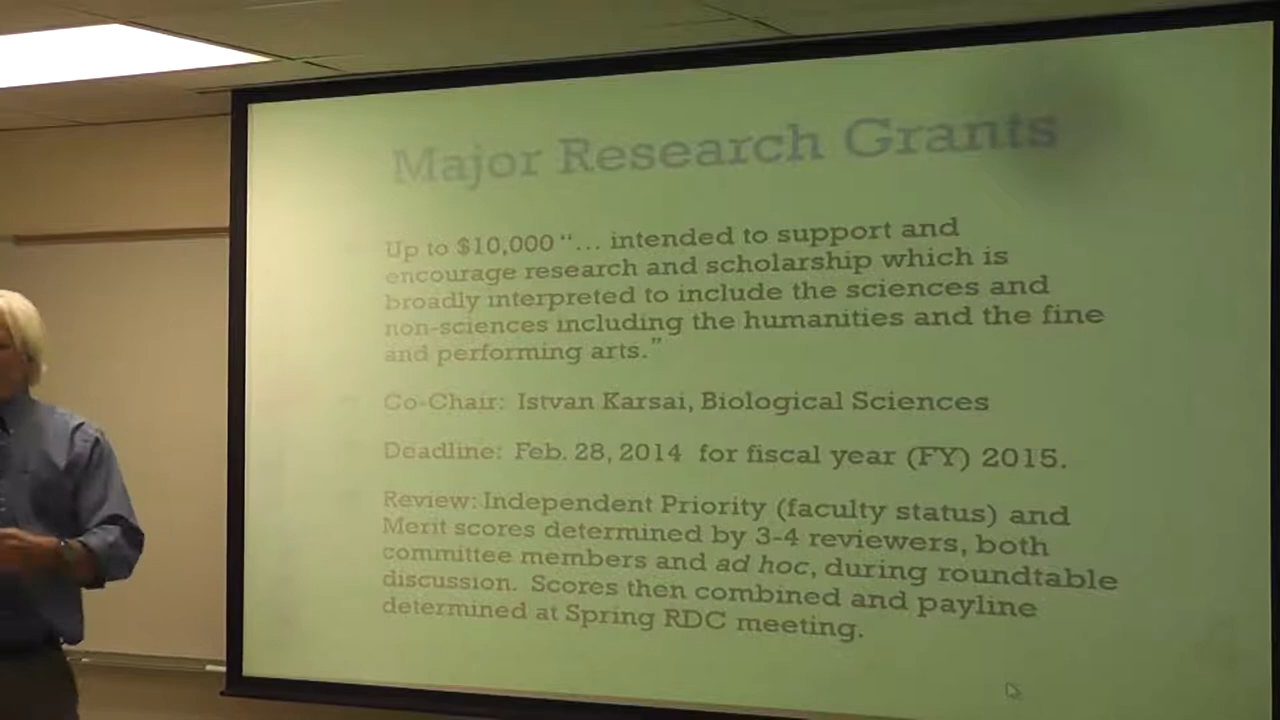 Major Research Grants
Up to $10,000 “… intended to support and
encourage research and scholarship which is
broadly interpreted to include the sciences and
non-sciences including the humanities and the fine
and performing arts.”
Co-Chair: Istvan Karsai, Biological Sciences
Deadline: Feb. 28, 2014 for fiscal year (FY) 2015.
Review: Independent Priority (faculty status) and
Merit scores determined by 3-4 reviewers, both
committee members and ad hoc, during roundtable
discussion. Scores then combined and payline
determined at Spring RDC meeting.